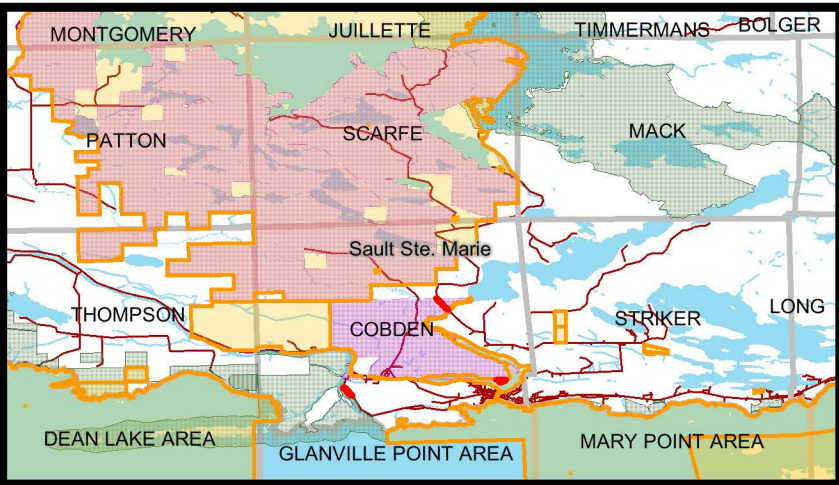 MONTGOMERY
JUILLETTE
TIMMERMANS
BOLGER
PATTON
SCARFE
MACK
Sault Ste. Marie
THOMPSON
COBDEN
STRIKER
LONG
DEAN LAKE AREA
GLANVILLE POINT AREA
MARY POINT AREA